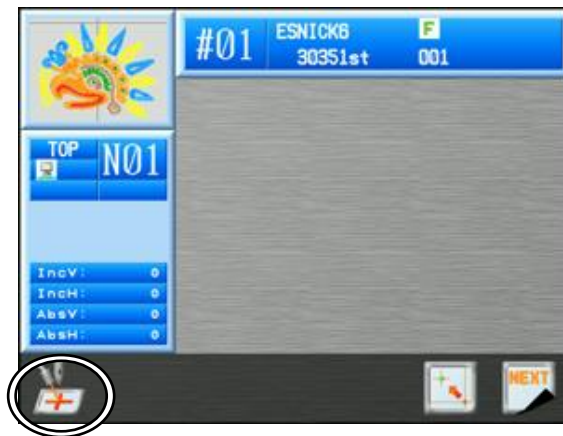 #01 ESNICK6 F
30351st 001
TOP N01
IncV: 0
IncH: 0
AbsV: 0
AbsH: 0
NEXT